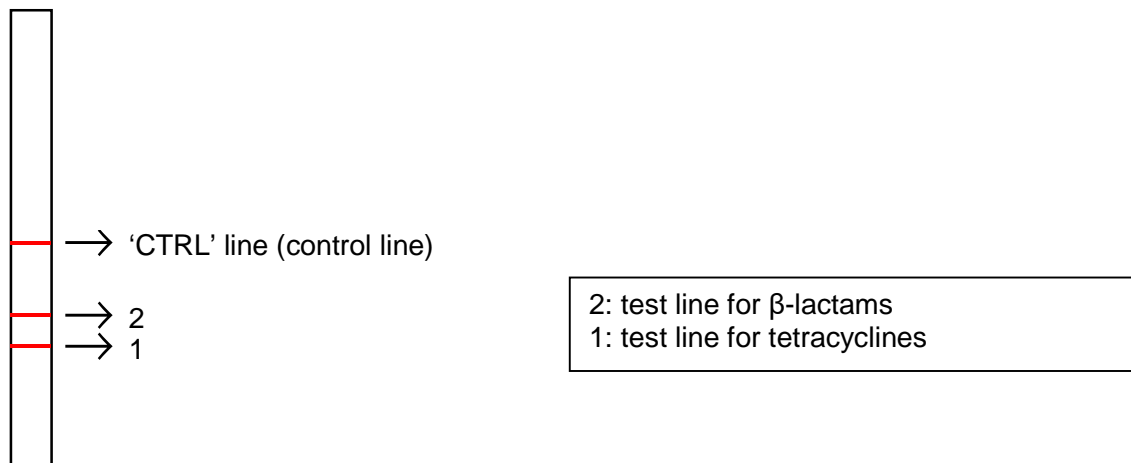 ‘CTRL’ line (control line)
2
1
2: test line for β-lactams
1: test line for tetracyclines